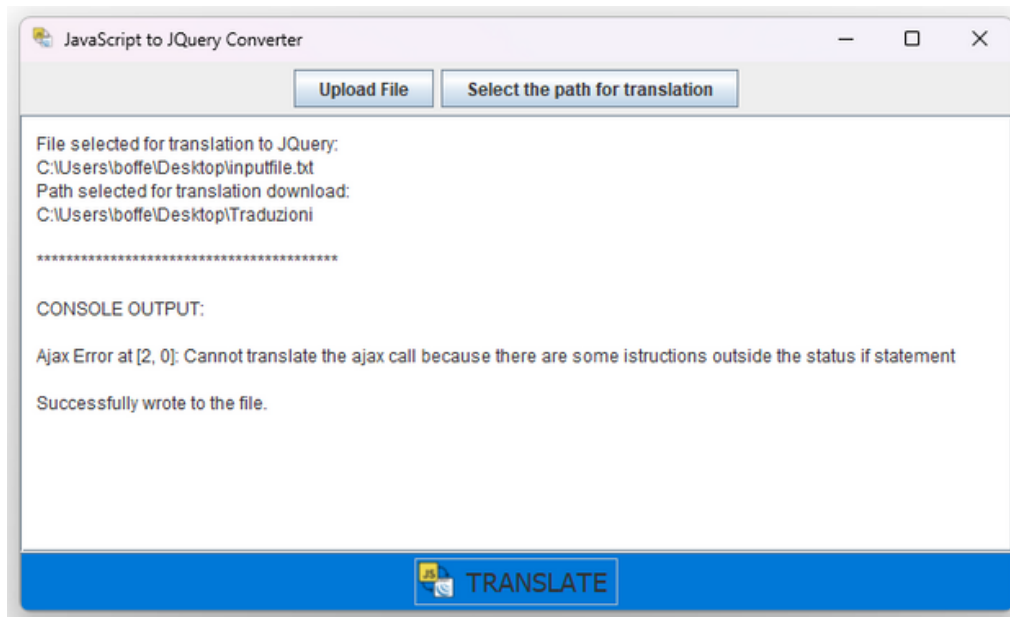 JavaScript to JQuery Converter
Upload File
Select the path for translation
File selected for translation to JQuery:
C:\Users\boffe\Desktop\inputfile.txt
Path selected for translation download:
C:\Users\boffe\Desktop\Traduzioni
*****************************************
CONSOLE OUTPUT:
Ajax Error at [2, 0]: Cannot translate the ajax call because there are some istructions outside the status if statement
Successfully wrote to the file.
JS
TRANSLATE